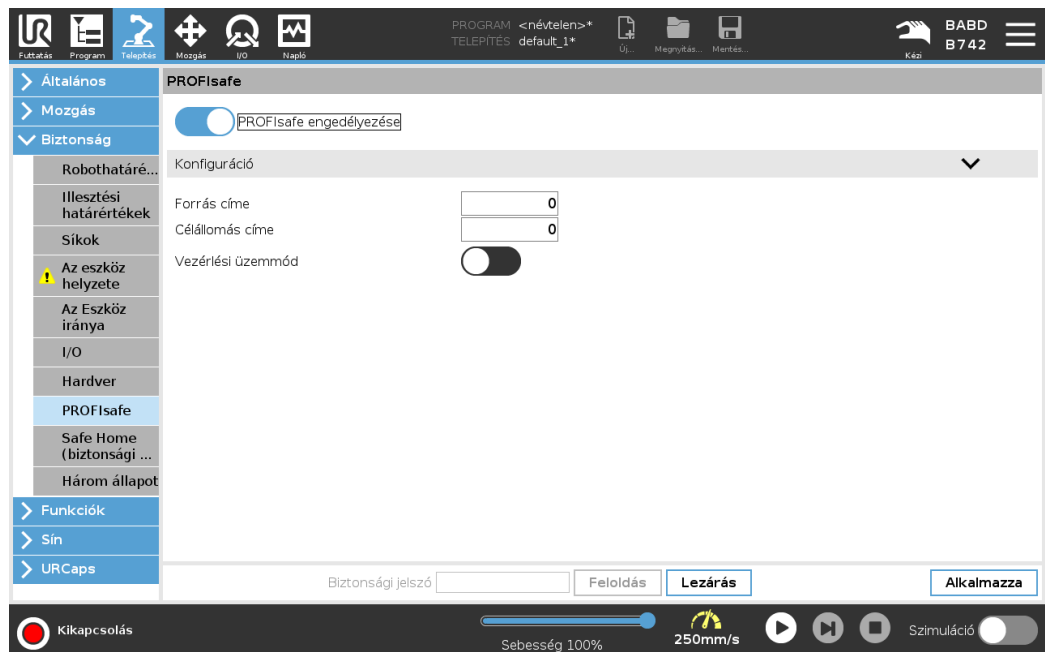 PROGRAM <névtelen>*
TELEPÍTÉS default_1*
Futtatás Program Telepítés Mozgás I/O Napló
Új... Megnyitás... Mentés...
Kézi
BABD
B742
Általános
Mozgás
Biztonság
Robothatáré...
Illesztési
határértékek
Síkok
Az eszköz
helyzete
Az Eszköz
iránya
I/O
Hardver
PROFIsafe
Safe Home
(biztonsági ...
Három állapot
Funkciók
Sín
URCaps
PROFIsafe
PROFIsafe engedélyezése
Konfiguráció
Forrás címe 0
Célállomás címe 0
Vezérlési üzemmód
Biztonsági jelszó Feloldás Lezárás Alkalmazza
Kikapcsolás
Sebesség 100%
250mm/s
Szimuláció